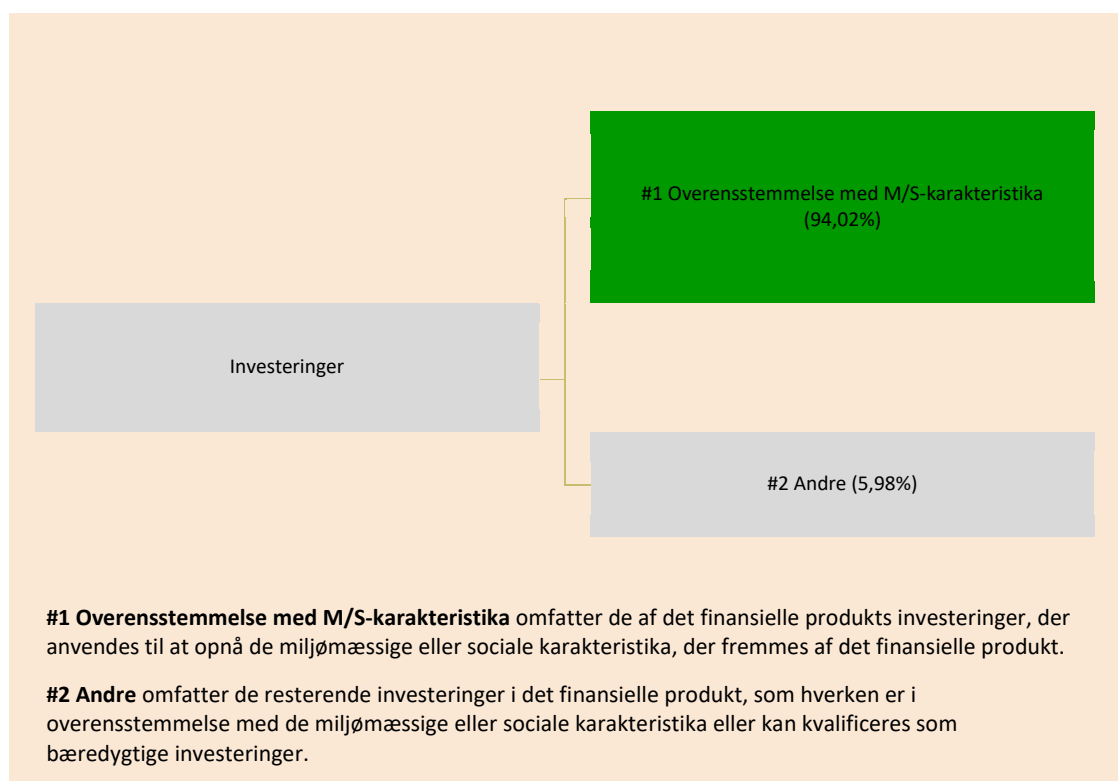 #1 Overensstemmelse med M/S-karakteristika
(94,02%)
Investeringer
#2 Andre (5,98%)
#1 Overensstemmelse med M/S-karakteristika omfatter de af det finansielle produkts investeringer, der
anvendes til at opnå de miljømæssige eller sociale karakteristika, der fremmes af det finansielle produkt.
#2 Andre omfatter de resterende investeringer i det finansielle produkt, som hverken er i
overensstemmelse med de miljømæssige eller sociale karakteristika eller kan kvalificeres som
bæredygtige investeringer.